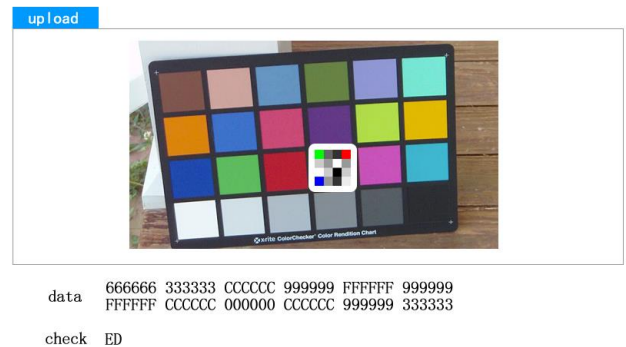 upload
xrite ColorChecker Color Rendition Chart
data
666666 333333 CCCCCC 999999 FFFFFF 999999
FFFFFF CCCCCC 000000 CCCCCC 999999 333333
check ED